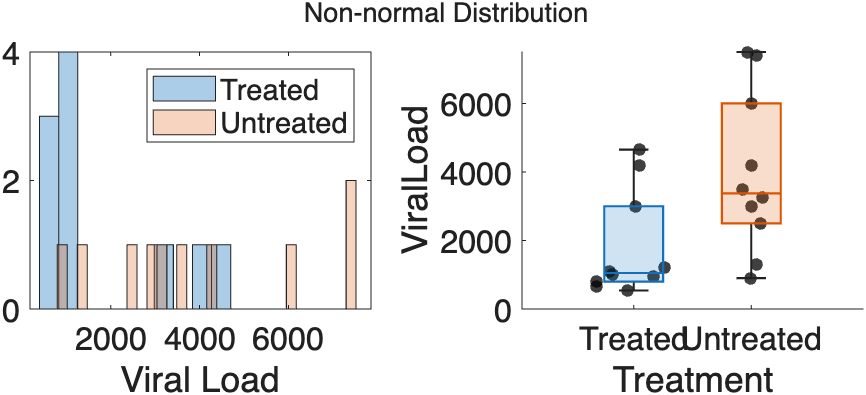 Non-normal Distribution
4
2
0
2000 4000 6000
Viral Load
Treated
Untreated
ViralLoad
6000
4000
2000
0
Treated Untreated
Treatment